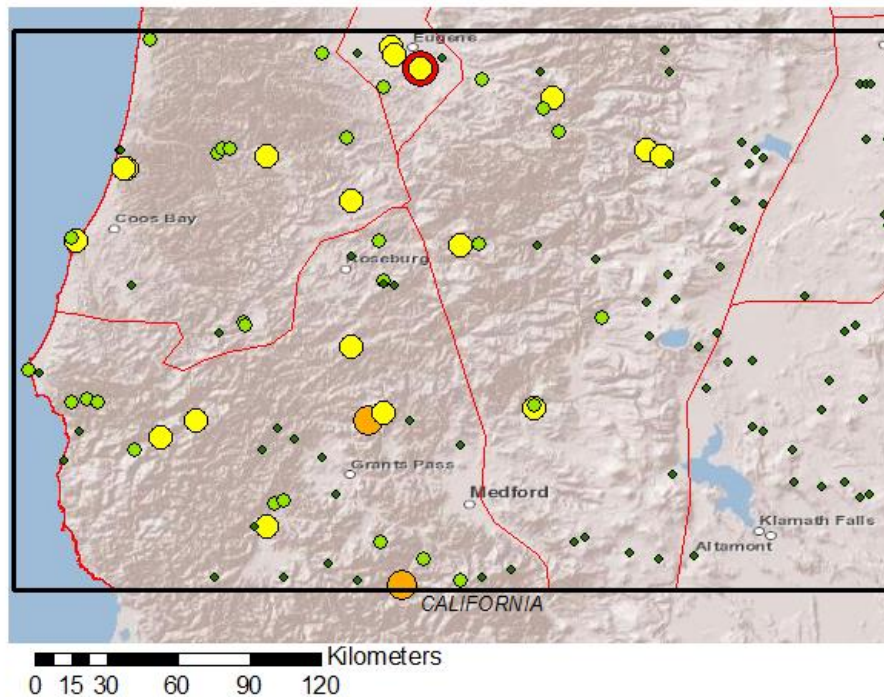 Eugene
Coos Bay
Roseburg
Grants Pass
Medford
Klamath Falls
Altamont
CALIFORNIA
Kilometers
0 15 30 60 90 120